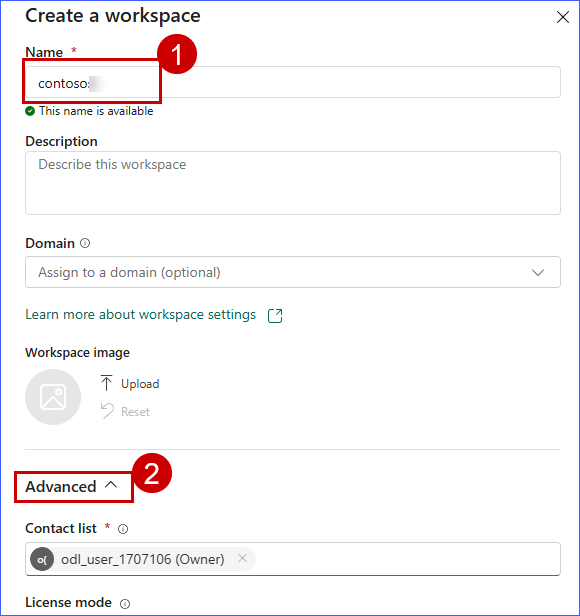 Create a workspace
1
Name *
contoso
This name is available
Description
Describe this workspace
Domain
Assign to a domain (optional)
Learn more about workspace settings
Workspace image
Upload
Reset
2
Advanced
Contact list *
o( odl_user_1707106 (Owner)
License mode